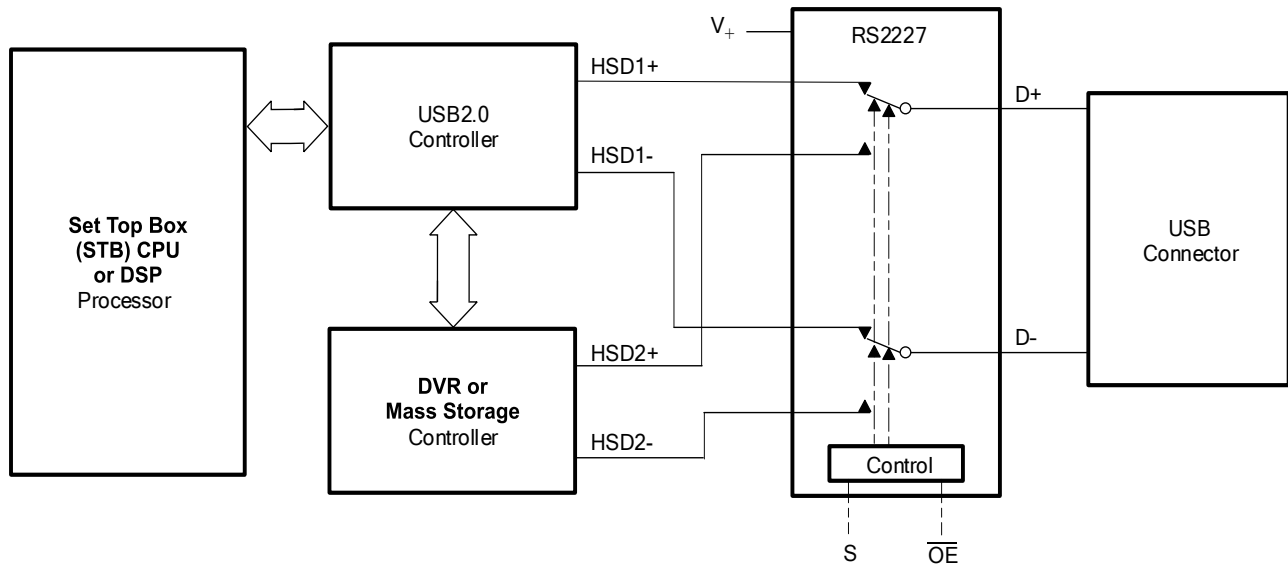 Set Top Box
(STB) CPU
or DSP
Processor
USB2.0
Controller
DVR or
Mass Storage
Controller
HSD1+
HSD1-
HSD2+
HSD2-
V+
RS2227
Control
S
OE
D+
D-
USB
Connector